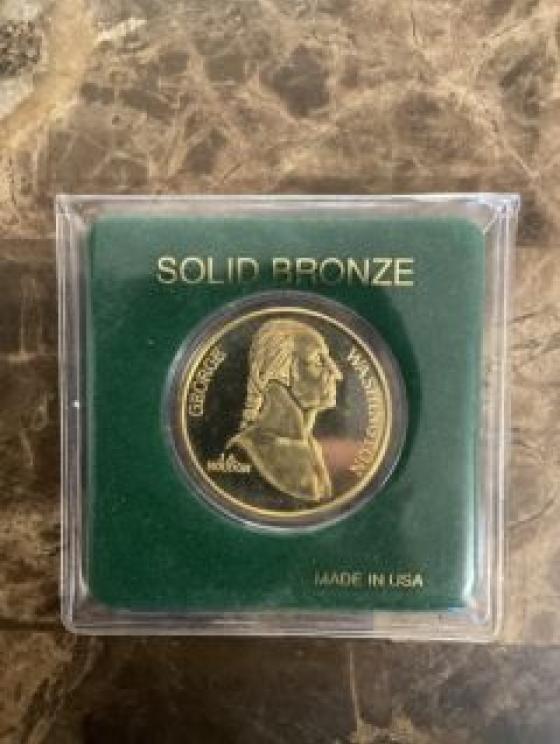 SOLID BRONZE
GEORGE
WASHINGTON
MADE IN USA